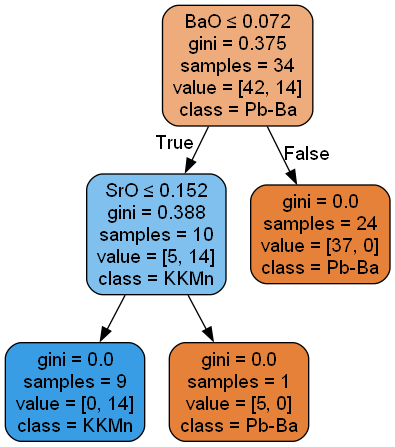 BaO ≤ 0.072
gini = 0.375
samples = 34
value = [42, 14]
class = Pb-Ba
True
False
SrO ≤ 0.152
gini = 0.388
samples = 10
value = [5, 14]
class = KKMn
gini = 0.0
samples = 24
value = [37, 0]
class = Pb-Ba
gini = 0.0
samples = 9
value = [0, 14]
class = KKMn
gini = 0.0
samples = 1
value = [5, 0]
class = Pb-Ba